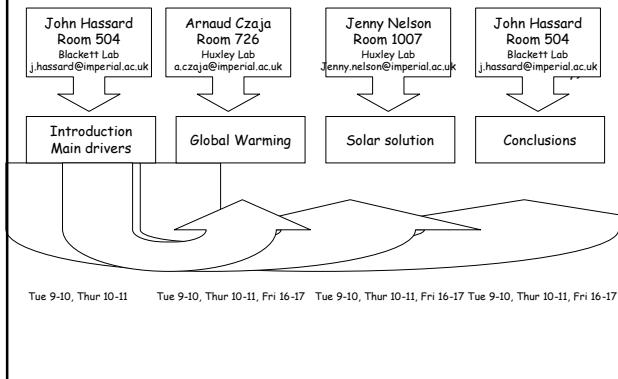 John Hassard
Room 504
Blackett Lab
j.hassard@imperial.ac.uk
Arnaud Czaja
Room 726
Huxley Lab
a.czaja@imperial.ac.uk
Jenny Nelson
Room 1007
Huxley Lab
Jenny.nelson@imperial.ac.uk
John Hassard
Room 504
Blackett Lab
j.hassard@imperial.ac.uk
Introduction
Main drivers
Global Warming
Solar solution
Conclusions
Tue 9-10, Thur 10-11
Tue 9-10, Thur 10-11, Fri 16-17
Tue 9-10, Thur 10-11, Fri 16-17
Tue 9-10, Thur 10-11, Fri 16-17